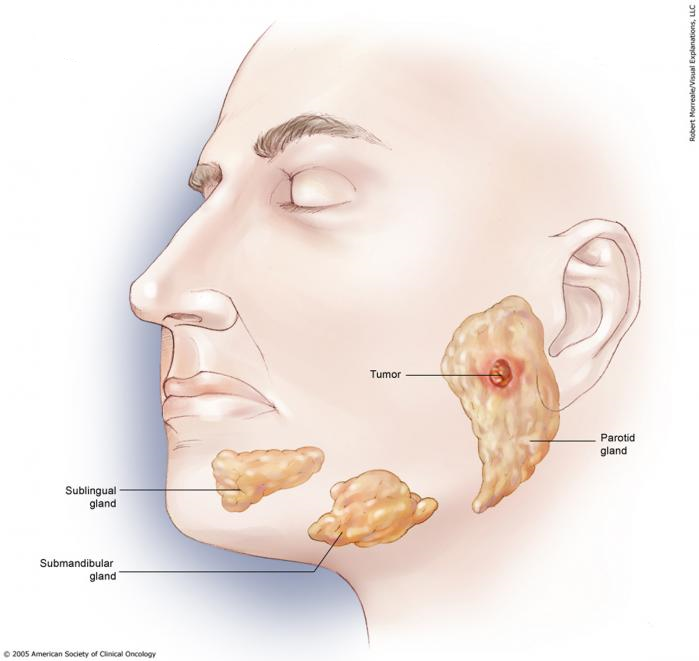 Robert Morreale/Visual Explanations, LLC
Tumor
Parotid
gland
Sublingual
gland
Submandibular
gland
© 2005 American Society of Clinical Oncology